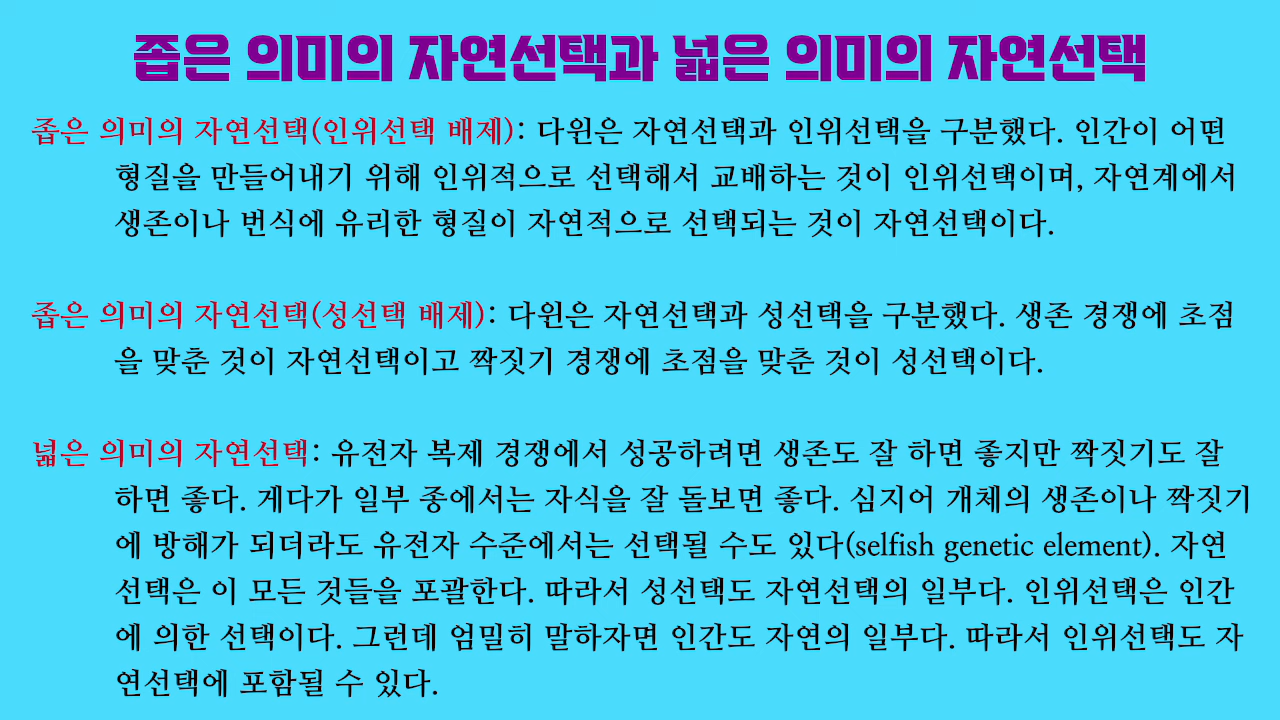 좁은 의미의 자연선택과 넓은 의미의 자연선택
좁은 의미의 자연선택(인위선택 배제): 다윈은 자연선택과 인위선택을 구분했다. 인간이 어떤
형질을 만들어내기 위해 인위적으로 선택해서 교배하는 것이 인위선택이며, 자연계에서
생존이나 번식에 유리한 형질이 자연적으로 선택되는 것이 자연선택이다.
좁은 의미의 자연선택(성선택 배제): 다윈은 자연선택과 성선택을 구분했다. 생존 경쟁에 초점
을 맞춘 것이 자연선택이고 짝짓기 경쟁에 초점을 맞춘 것이 성선택이다.
넓은 의미의 자연선택: 유전자 복제 경쟁에서 성공하려면 생존도 잘 하면 좋지만 짝짓기도 잘
하면 좋다. 게다가 일부 종에서는 자식을 잘 돌보면 좋다. 심지어 개체의 생존이나 짝짓기
에 방해가 되더라도 유전자 수준에서는 선택될 수도 있다(selfish genetic element). 자연
선택은 이 모든 것들을 포괄한다. 따라서 성선택도 자연선택의 일부다. 인위선택은 인간
에 의한 선택이다. 그런데 엄밀히 말하자면 인간도 자연의 일부다. 따라서 인위선택도 자
연선택에 포함될 수 있다.